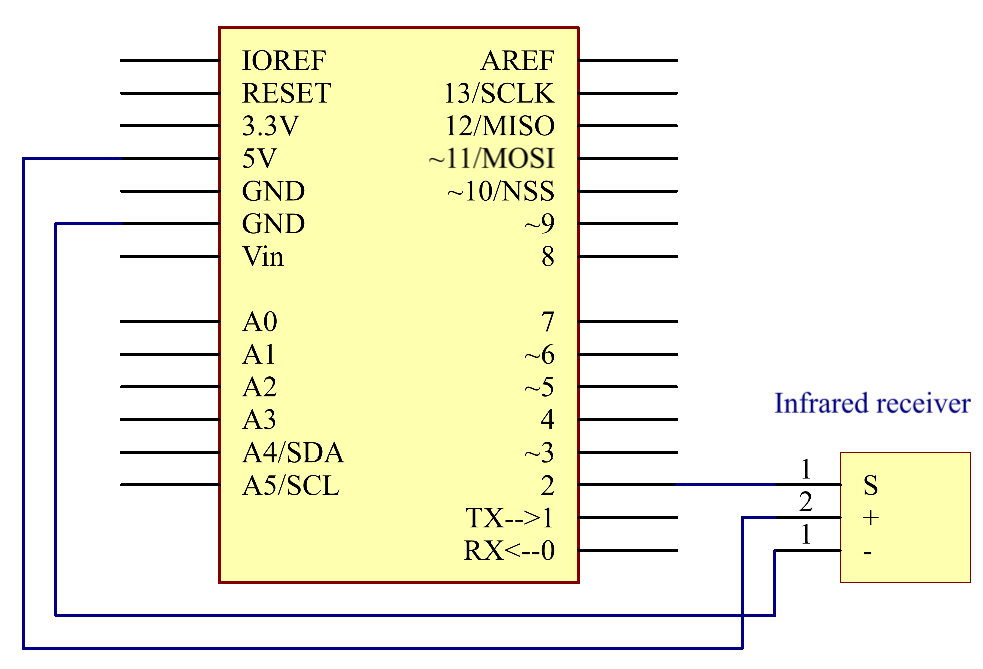 IOREF
RESET
3.3V
5V
GND
GND
Vin
A0
A1
A2
A3
A4/SDA
A5/SCL
AREF
13/SCLK
12/MISO
~11/MOSI
~10/NSS
~9
8
7
~6
~5
4
~3
2
TX-->1
RX<--0
Infrared receiver
1 S
2 +
1 -